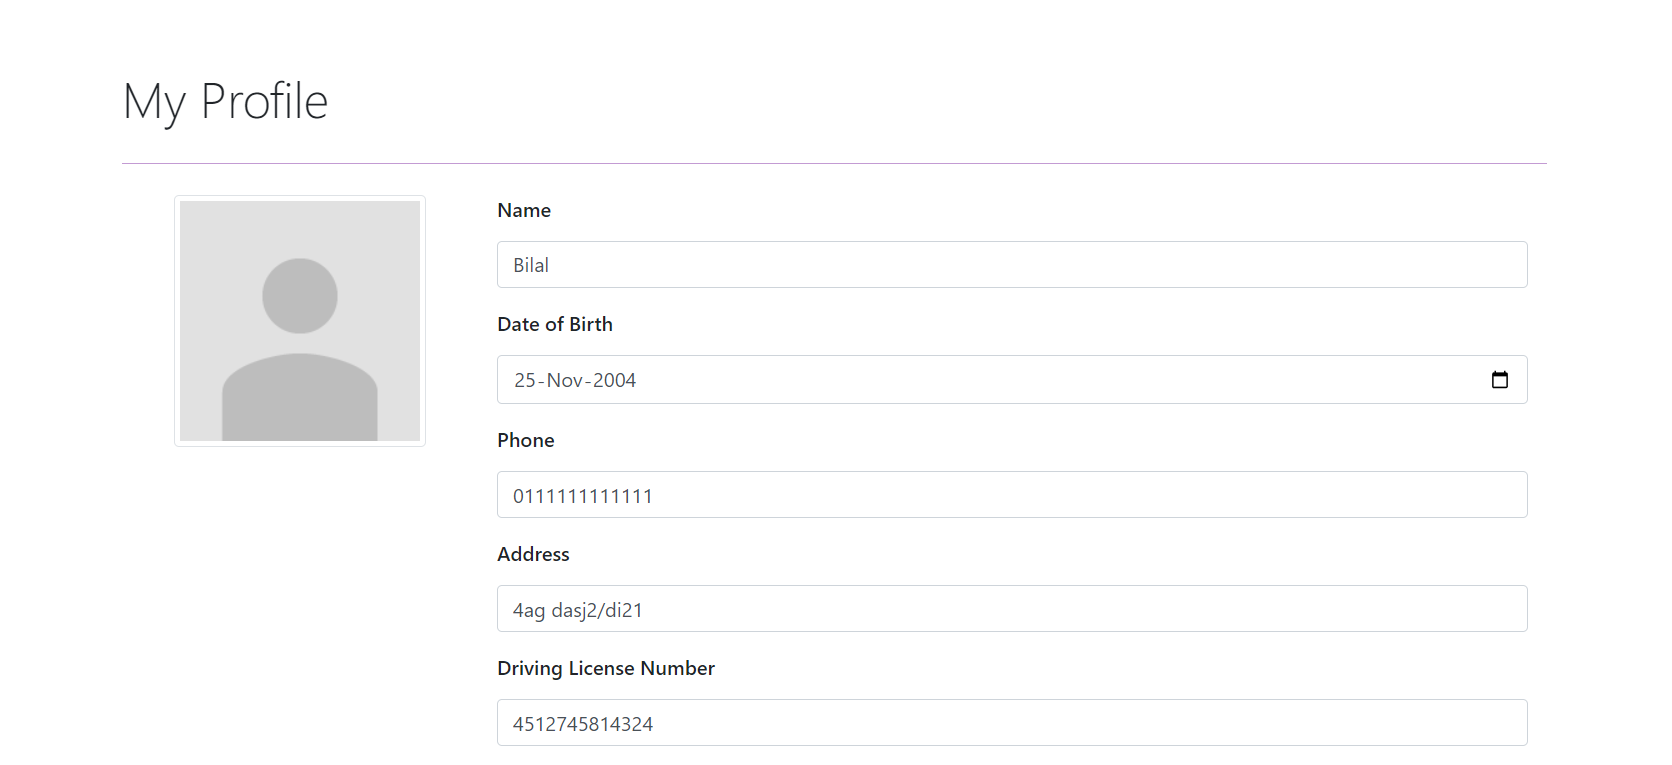 My Profile
Name
Bilal
Date of Birth
25-Nov-2004
Phone
0111111111111
Address
4ag dasj2/di21
Driving License Number
4512745814324